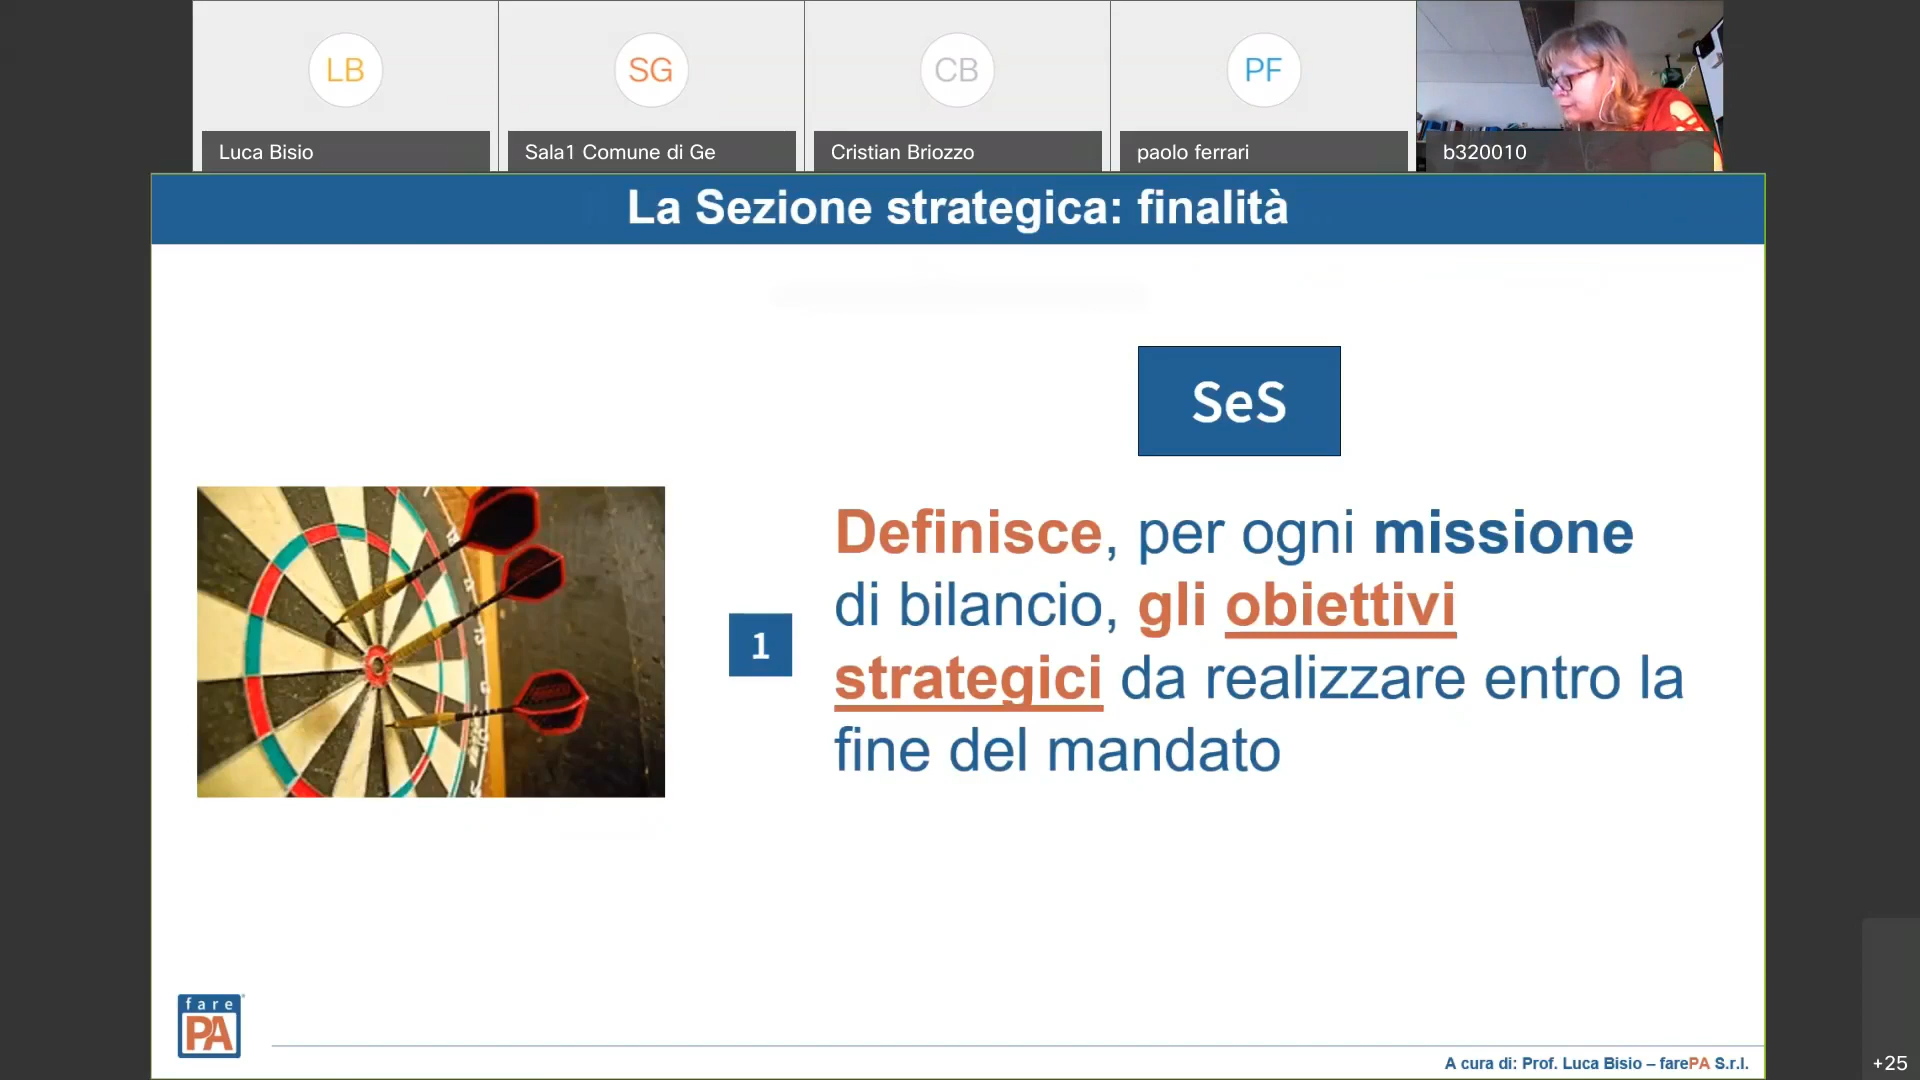 LB
SG
CB
PF
Luca Bisio
Sala1 Comune di Ge
Cristian Briozzo
paolo ferrari
b320010
La Sezione strategica: finalità
SeS
1
Definisce, per ogni missione
di bilancio, gli obiettivi
strategici da realizzare entro la
fine del mandato
fare
PA
A cura di: Prof. Luca Bisio – farePA S.r.l.
+25